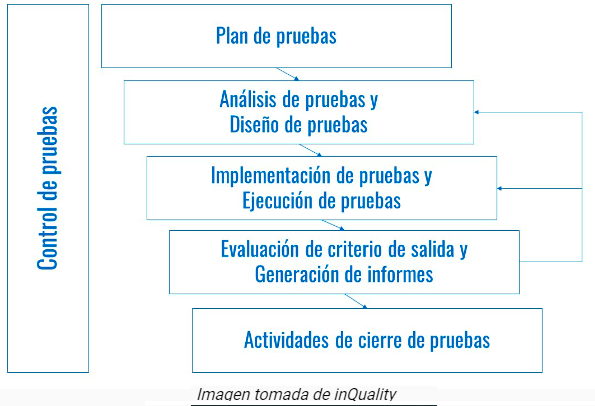 Control de pruebas
Plan de pruebas
Análisis de pruebas y
Diseño de pruebas
Implementación de pruebas y
Ejecución de pruebas
Evaluación de criterio de salida y
Generación de informes
Actividades de cierre de pruebas
Imagen tomada de inQuality